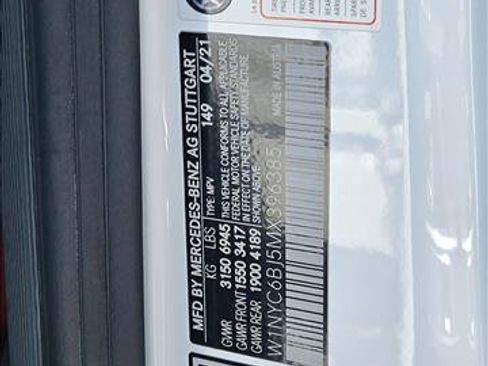 MFD BY MERCEDES-BENZ AG STUTTGART
KG LBS TYPE: MPV 149 04/21
GVWR 3150 6945 THIS VEHICLE CONFORMS TO ALL APPLICABLE
GAWR FRONT 1550 3417 FEDERAL MOTOR VEHICLE SAFETY STANDARDS
IN EFFECT ON THE DATE OF MANUFACTURE
GAWR REAR 1900 4189 SHOWN ABOVE.
W1NYC6BJ5MX396385
MADE IN AUSTRIA